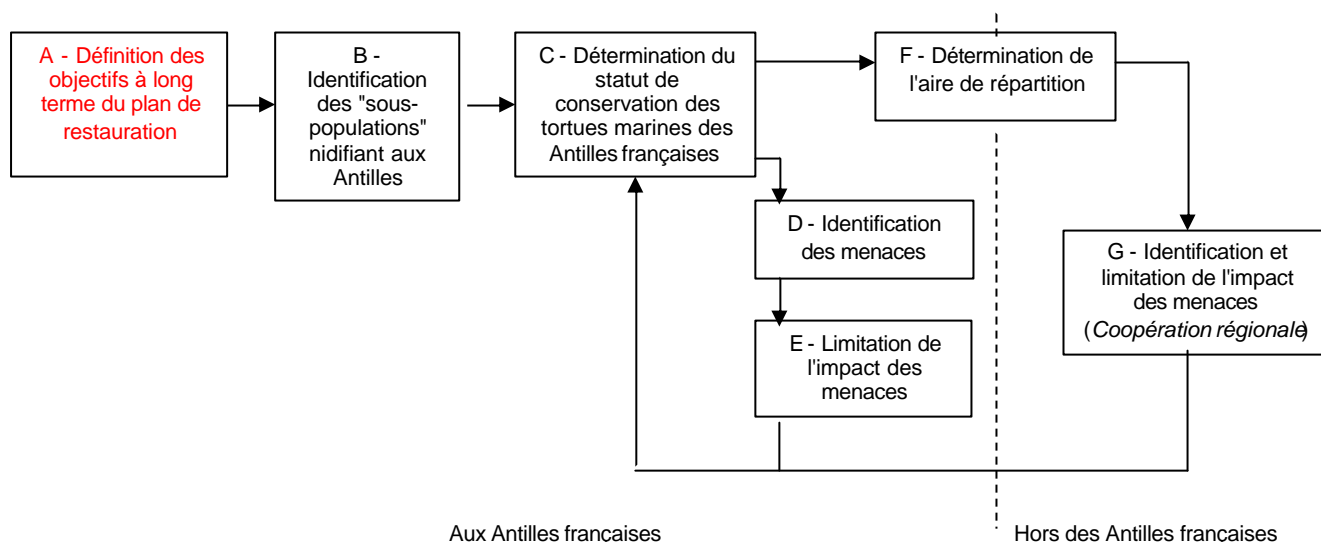 A - Définition des
objectifs à long
terme du plan de
restauration
B -
Identification
des "sous-
populations"
nidifiant aux
Antilles
C - Détermination du
statut de
conservation des
tortues marines des
Antilles françaises
F - Détermination de
l'aire de répartition
D - Identification
des menaces
E - Limitation de
l'impact des
menaces
G - Identification et
limitation de l'impact
des menaces
(Coopération régionale)
Aux Antilles françaises
Hors des Antilles françaises